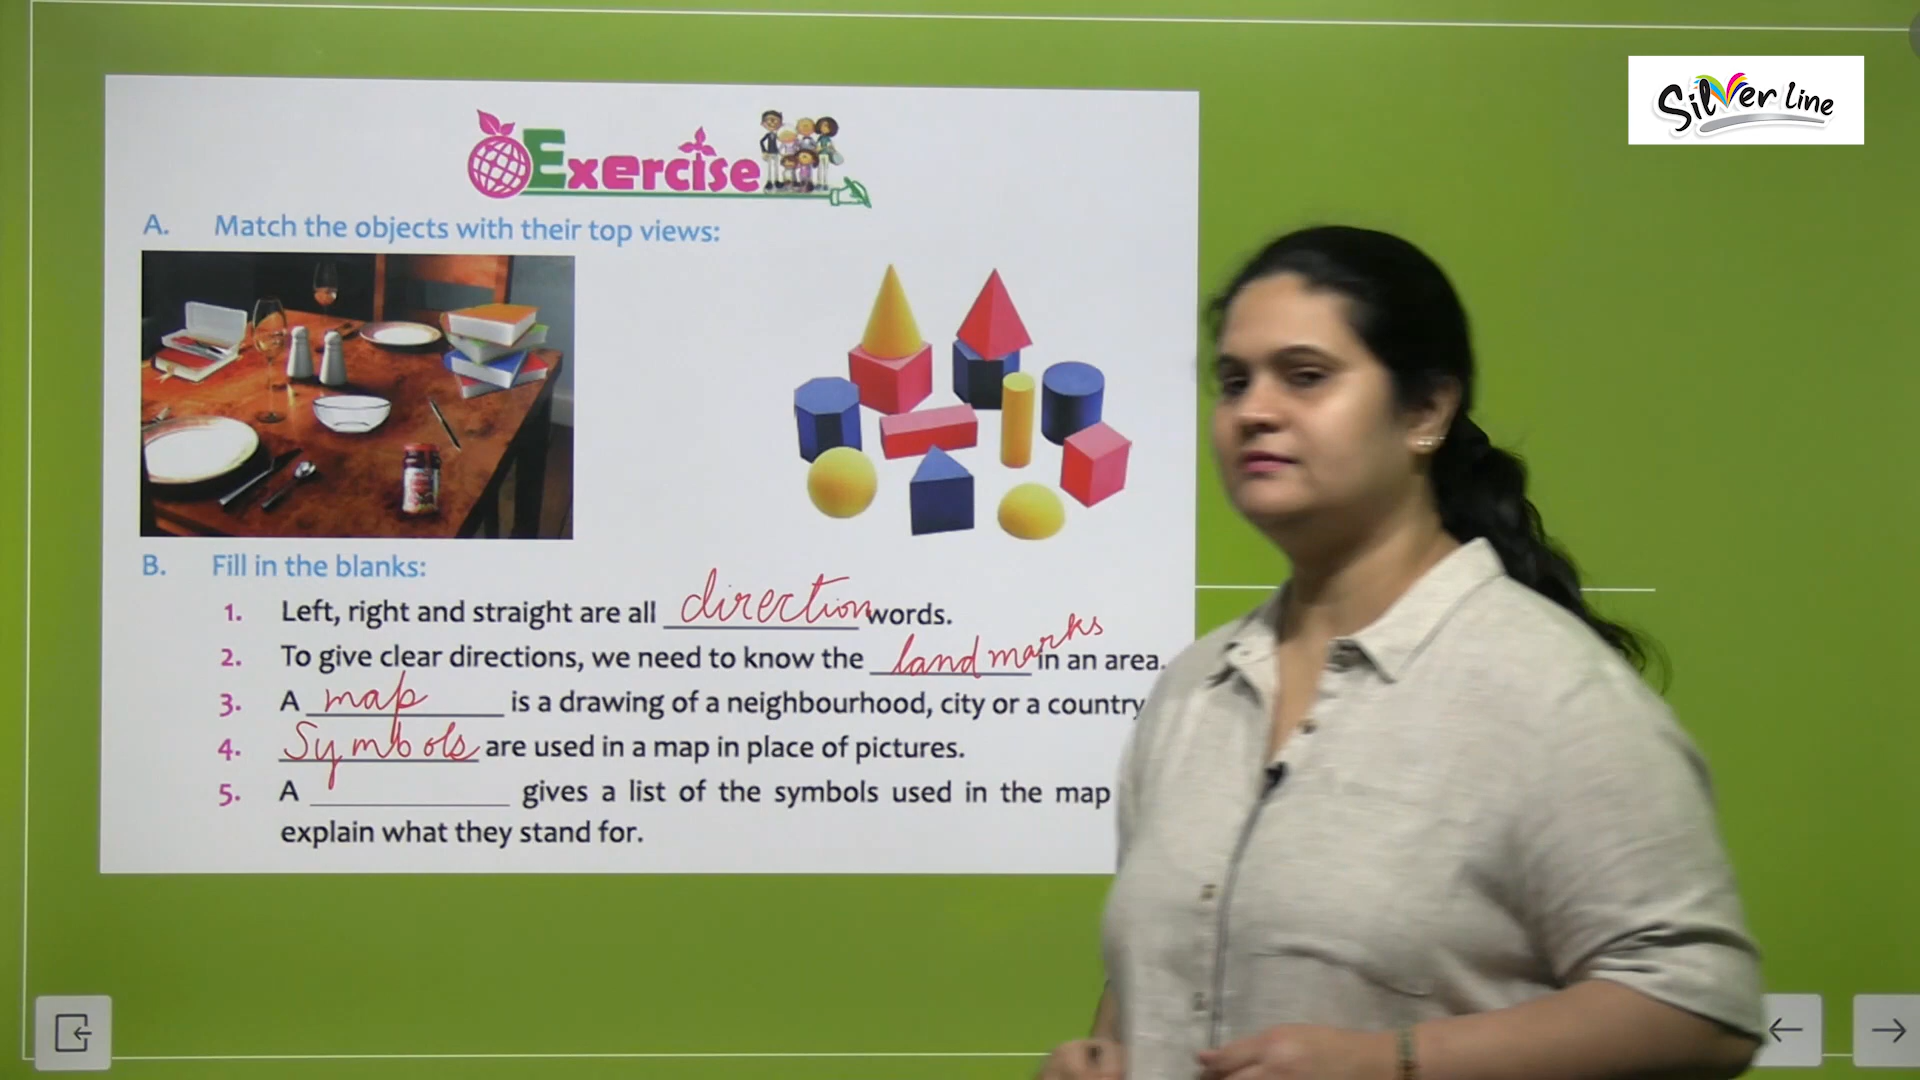 Silver Line
Exercise
A. Match the objects with their top views:
B. Fill in the blanks:
1. Left, right and straight are all direction words.
2. To give clear directions, we need to know the landmarks in an area.
3. A map is a drawing of a neighbourhood, city or a country
4. Symbols are used in a map in place of pictures.
5. A ____________ gives a list of the symbols used in the map
explain what they stand for.